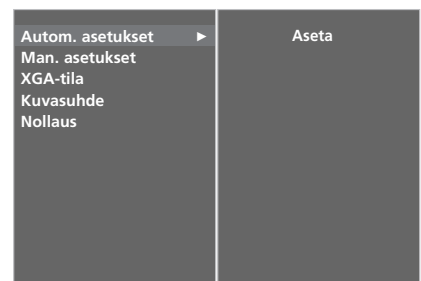 Autom. asetukset ► Aseta
Man. asetukset
XGA-tila
Kuvasuhde
Nollaus